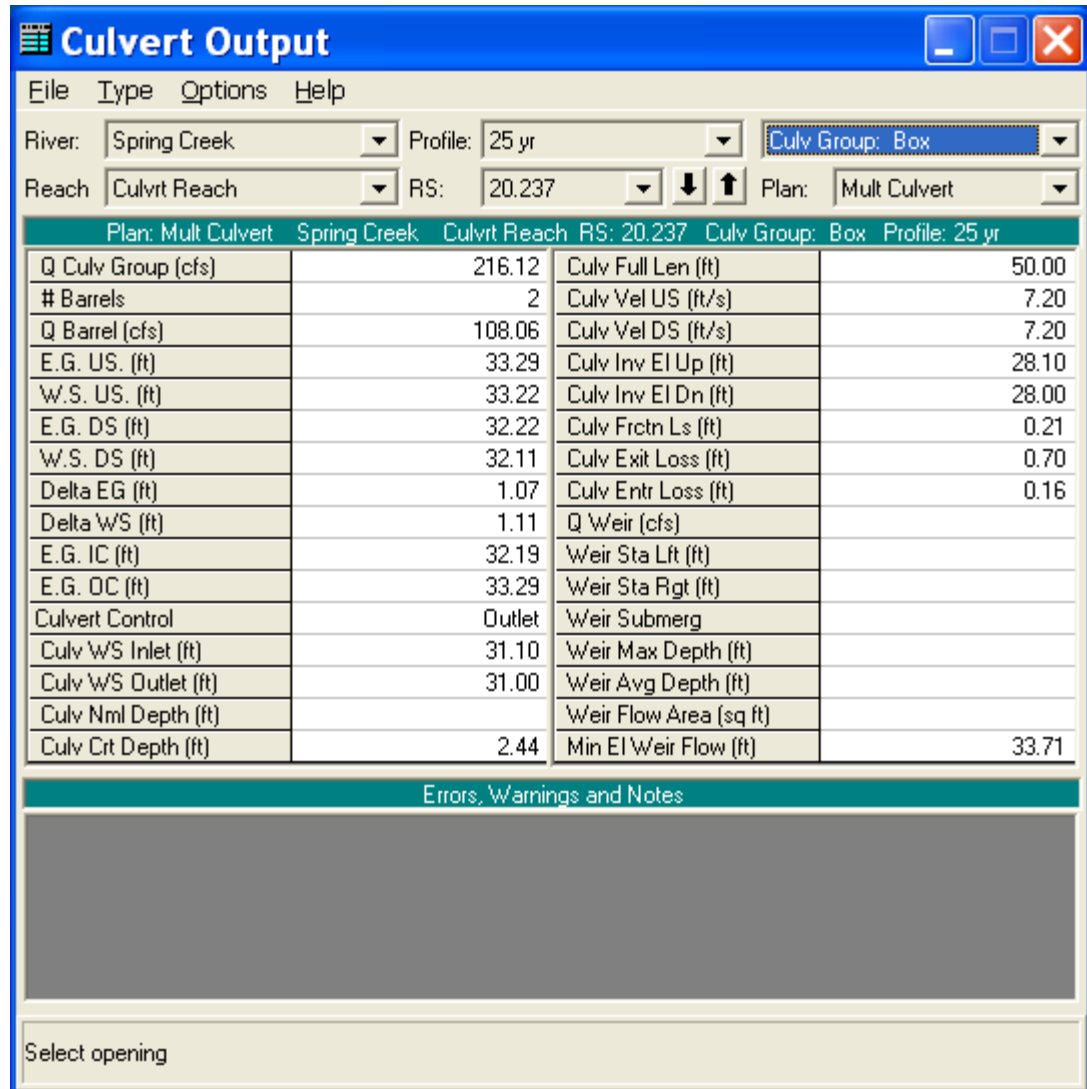 Culvert Output
File Type Options Help
River: Spring Creek Profile: 25 yr Culv Group: Box
Reach Culvrt Reach RS: 20.237 Plan: Mult Culvert
Plan: Mult Culvert Spring Creek Culvrt Reach RS: 20.237 Culv Group: Box Profile: 25 yr
Q Culv Group (cfs) 216.12 Culv Full Len (ft) 50.00
# Barrels 2 Culv Vel US (ft/s) 7.20
Q Barrel (cfs) 108.06 Culv Vel DS (ft/s) 7.20
E.G. US. (ft) 33.29 Culv Inv El Up (ft) 28.10
W.S. US. (ft) 33.22 Culv Inv El Dn (ft) 28.00
E.G. DS (ft) 32.22 Culv Frctn Ls (ft) 0.21
W.S. DS (ft) 32.11 Culv Exit Loss (ft) 0.70
Delta EG (ft) 1.07 Culv Entr Loss (ft) 0.16
Delta WS (ft) 1.11 Q Weir (cfs)
E.G. IC (ft) 32.19 Weir Sta Lft (ft)
E.G. OC (ft) 33.29 Weir Sta Rgt (ft)
Culvert Control Outlet Weir Submerg
Culv WS Inlet (ft) 31.10 Weir Max Depth (ft)
Culv WS Outlet (ft) 31.00 Weir Avg Depth (ft)
Culv Nml Depth (ft) Weir Flow Area (sq ft)
Culv Crt Depth (ft) 2.44 Min El Weir Flow (ft) 33.71
Errors, Warnings and Notes
Select opening